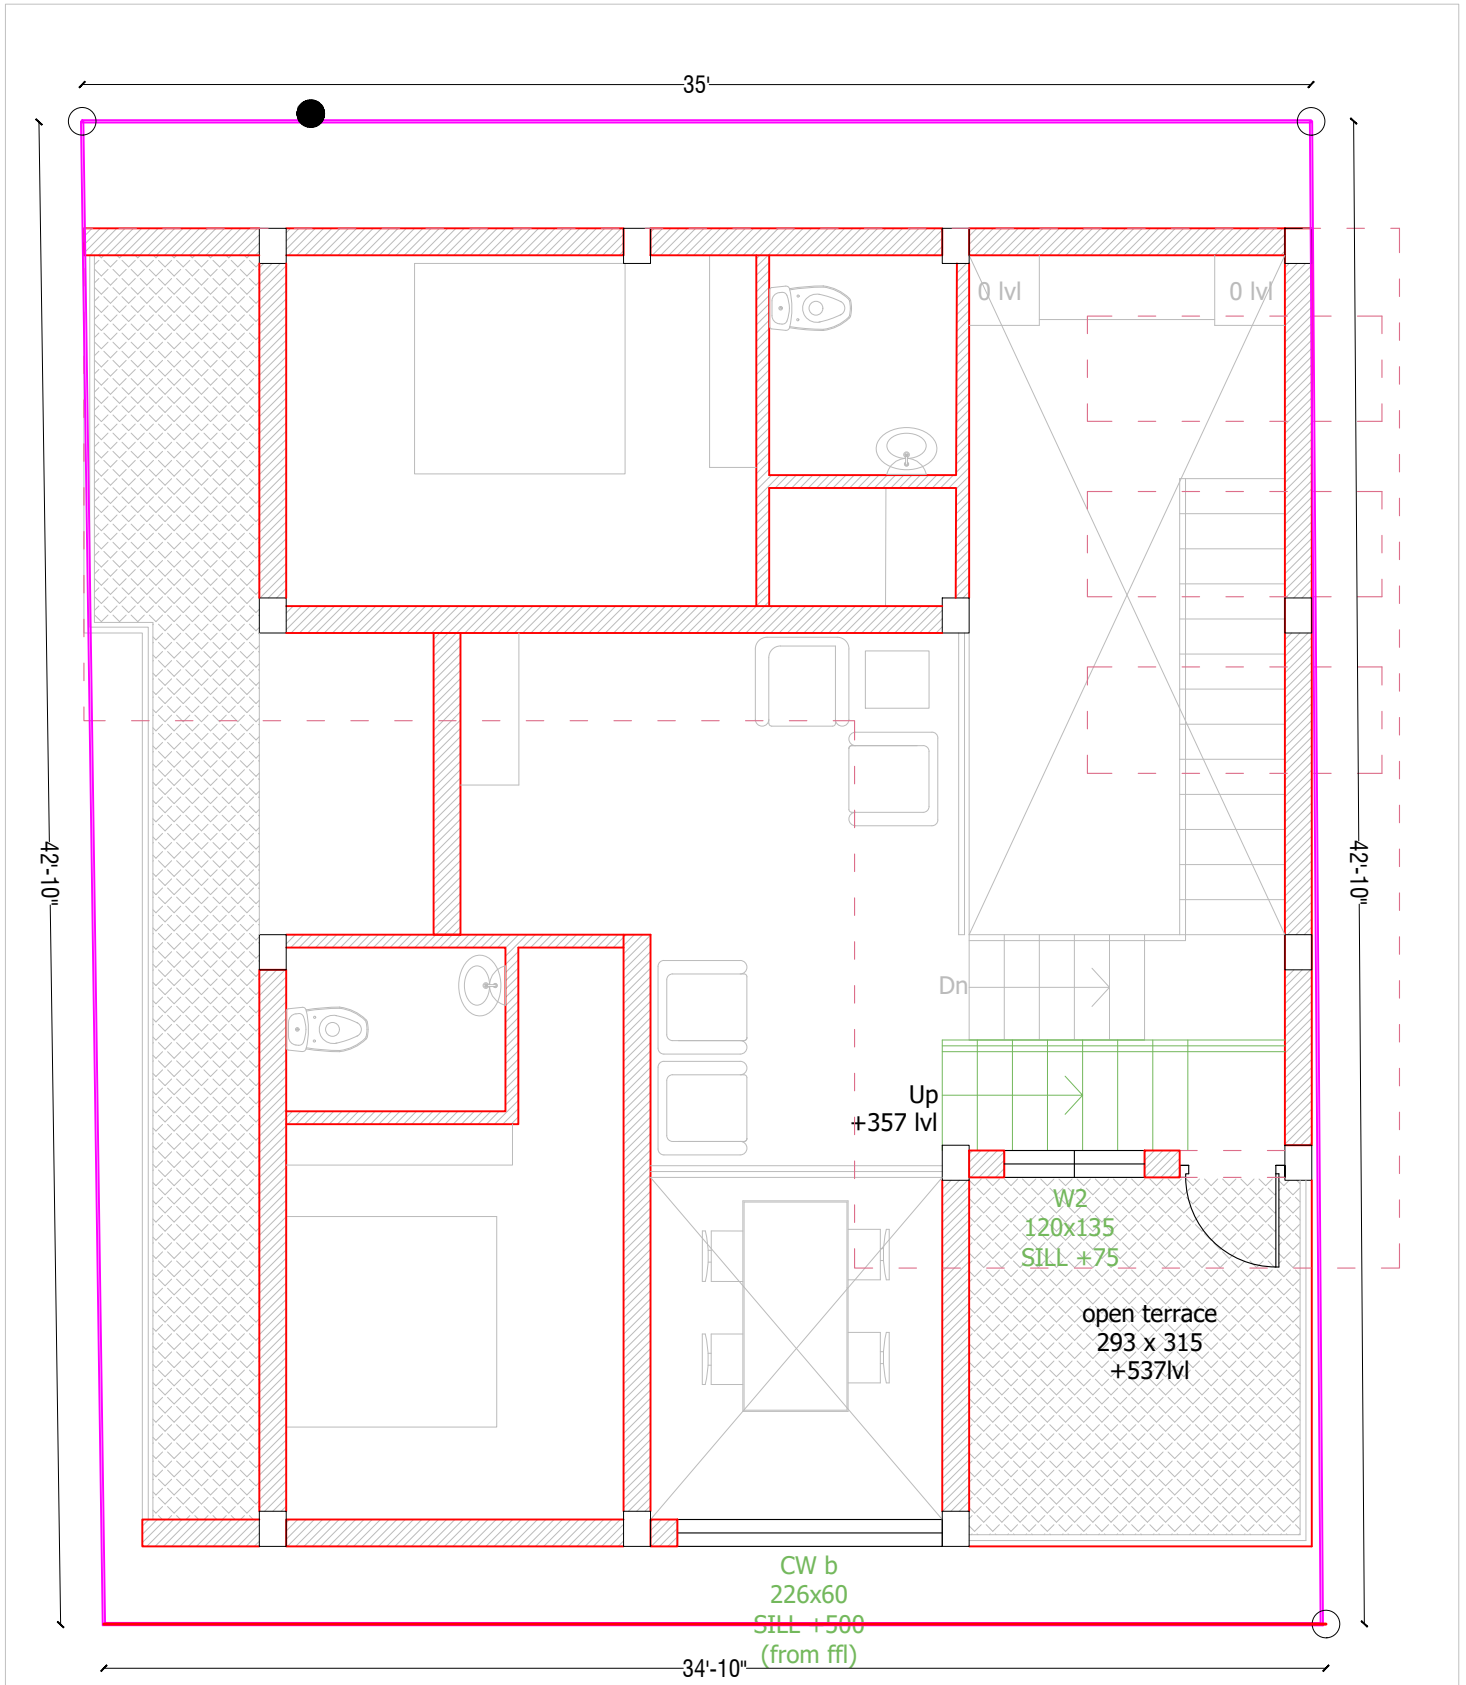 35'
0 lvl
0 lvl
42'-10"
42'-10"
Dn
Up
+357 lvl
W2
120x135
SILL +75
open terrace
293 x 315
+537lvl
CW b
226x60
SILL +500
(from ffl)
34'-10"